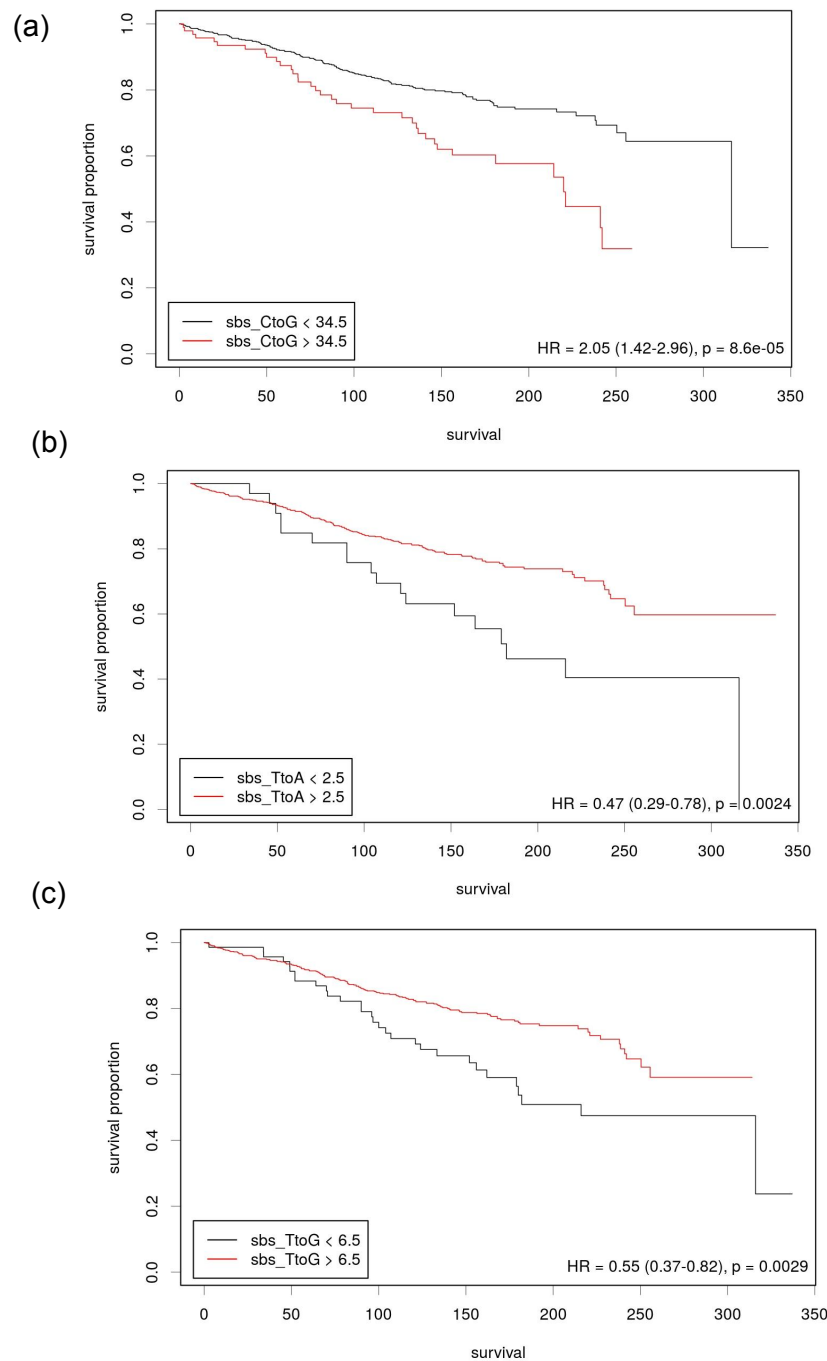 (a)
survival proportion
1.0
0.8
0.6
0.4
0.2
0.0
sbs_CtoG < 34.5
sbs_CtoG > 34.5
HR = 2.05 (1.42-2.96), p = 8.6e-05
0 50 100 150 200 250 300 350
survival
(b)
survival proportion
1.0
0.8
0.6
0.4
0.2
0.0
sbs_TtoA < 2.5
sbs_TtoA > 2.5
HR = 0.47 (0.29-0.78), p = 0.0024
0 50 100 150 200 250 300 350
survival
(c)
survival proportion
1.0
0.8
0.6
0.4
0.2
0.0
sbs_TtoG < 6.5
sbs_TtoG > 6.5
HR = 0.55 (0.37-0.82), p = 0.0029
0 50 100 150 200 250 300 350
survival